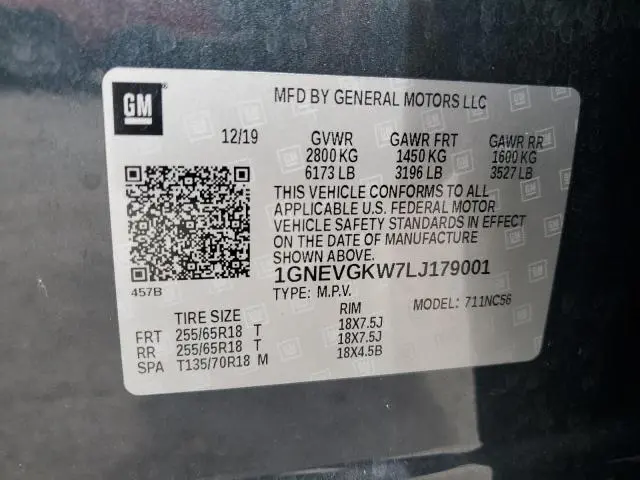 GM
MFD BY GENERAL MOTORS LLC
12/19 GVWR GAWR FRT GAWR RR
2800 KG 1450 KG 1600 KG
6173 LB 3196 LB 3527 LB
THIS VEHICLE CONFORMS TO ALL
APPLICABLE U.S. FEDERAL MOTOR
VEHICLE SAFETY STANDARDS IN EFFECT ON THE DATE OF MANUFACTURE
SHOWN ABOVE.
1GNEVGKW7LJ179001
457B
TYPE: M.P.V. MODEL: 711NC56
TIRE SIZE RIM
FRT 255/65R18 T 18X7.5J
RR 255/65R18 T 18X7.5J
SPA T135/70R18 M 18X4.5B